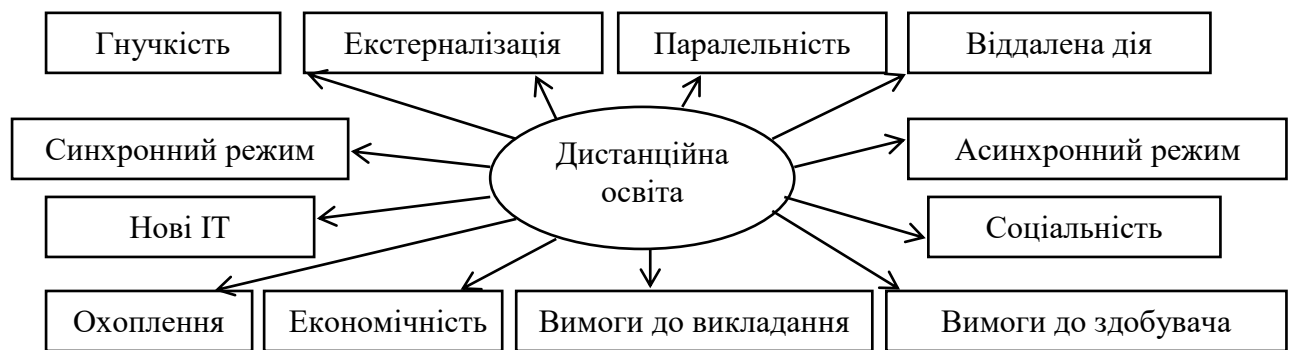 Гнучкість
Екстерналізація
Паралельність
Віддалена дія
Синхронний режим
Дистанційна
освіта
Асинхронний режим
Нові ІТ
Соціальність
Охоплення
Економічність
Вимоги до викладання
Вимоги до здобувача